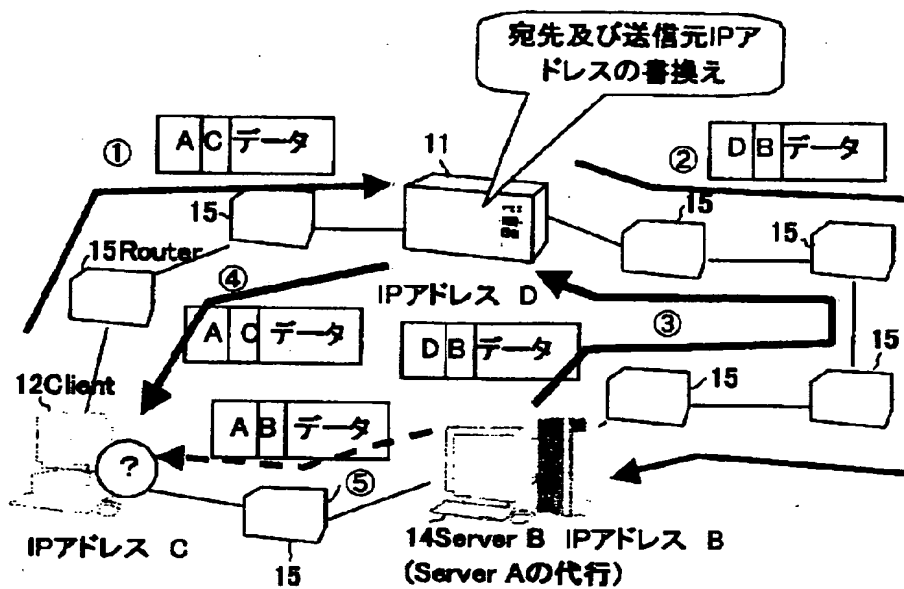 宛先及び送信元IPア
ドレスの書換え
① A C データ
11
② D B データ
15
15
15
15Router
④
IPアドレス D
A C データ
③
D B データ
15
15
12Client
A B データ
?
⑤
15
IPアドレス C
14Server B IPアドレス B
(Server Aの代行)